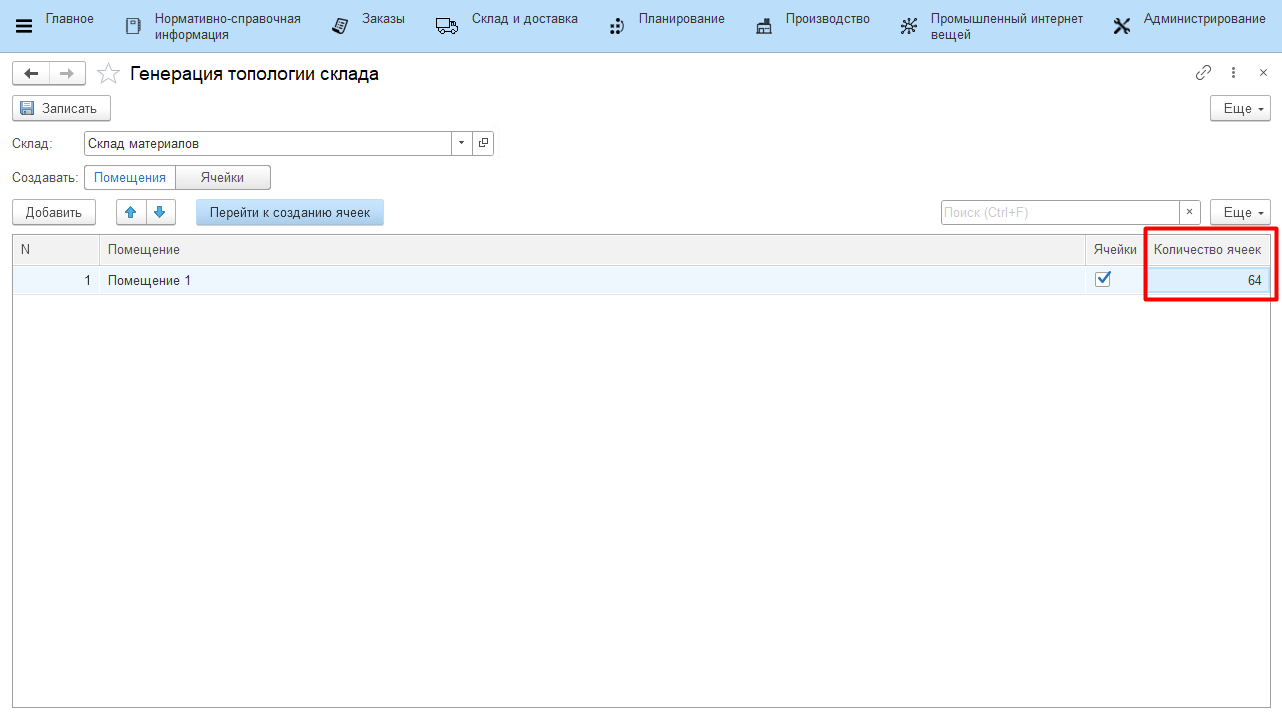 Главное
Нормативно-справочная
информация
Заказы
Склад и доставка
Планирование
Производство
Промышленный интернет
вещей
Администрирование
Генерация топологии склада
Записать
Еще
Склад: Склад материалов
Создавать: Помещения Ячейки
Добавить Перейти к созданию ячеек Поиск (Ctrl+F) × Еще
N Помещение Ячейки Количество ячеек
1 Помещение 1 64